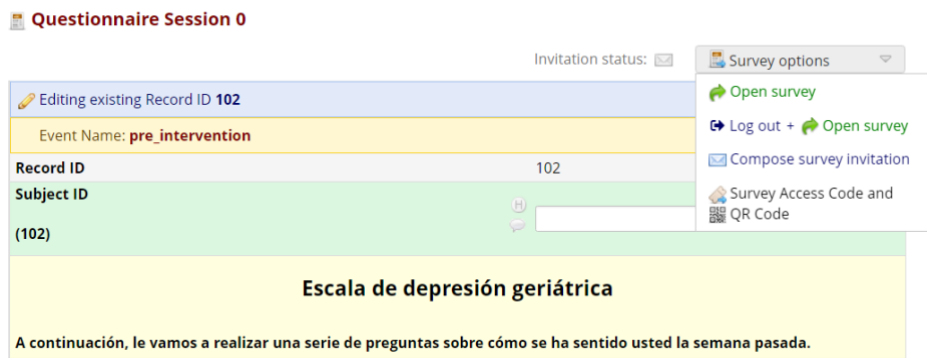 Questionnaire Session 0
Invitation status:
Survey options
Open survey
Editing existing Record ID 102
Log out + Open survey
Event Name: pre_intervention
Compose survey invitation
Record ID 102
Subject ID
Survey Access Code and
QR Code
H
(102)
Escala de depresión geriátrica
A continuación, le vamos a realizar una serie de preguntas sobre cómo se ha sentido usted la semana pasada.